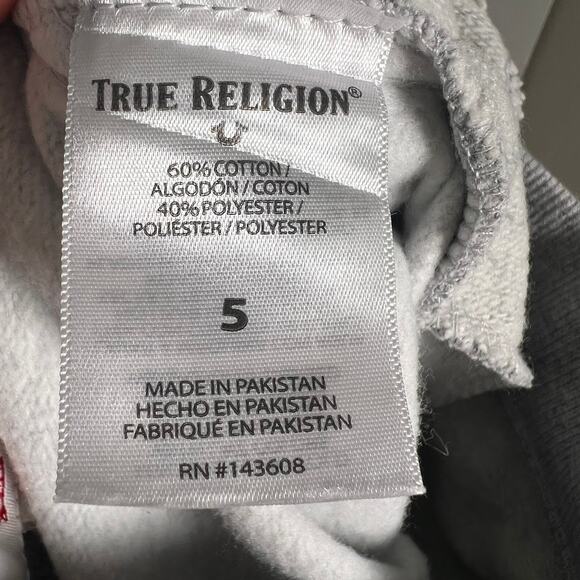 TRUE RELIGION®
60% COTTON /
ALGODÓN / COTON
40% POLYESTER /
POLIÉSTER / POLYESTER
5
MADE IN PAKISTAN
HECHO EN PAKISTAN
FABRIQUÉ EN PAKISTAN
RN #143608